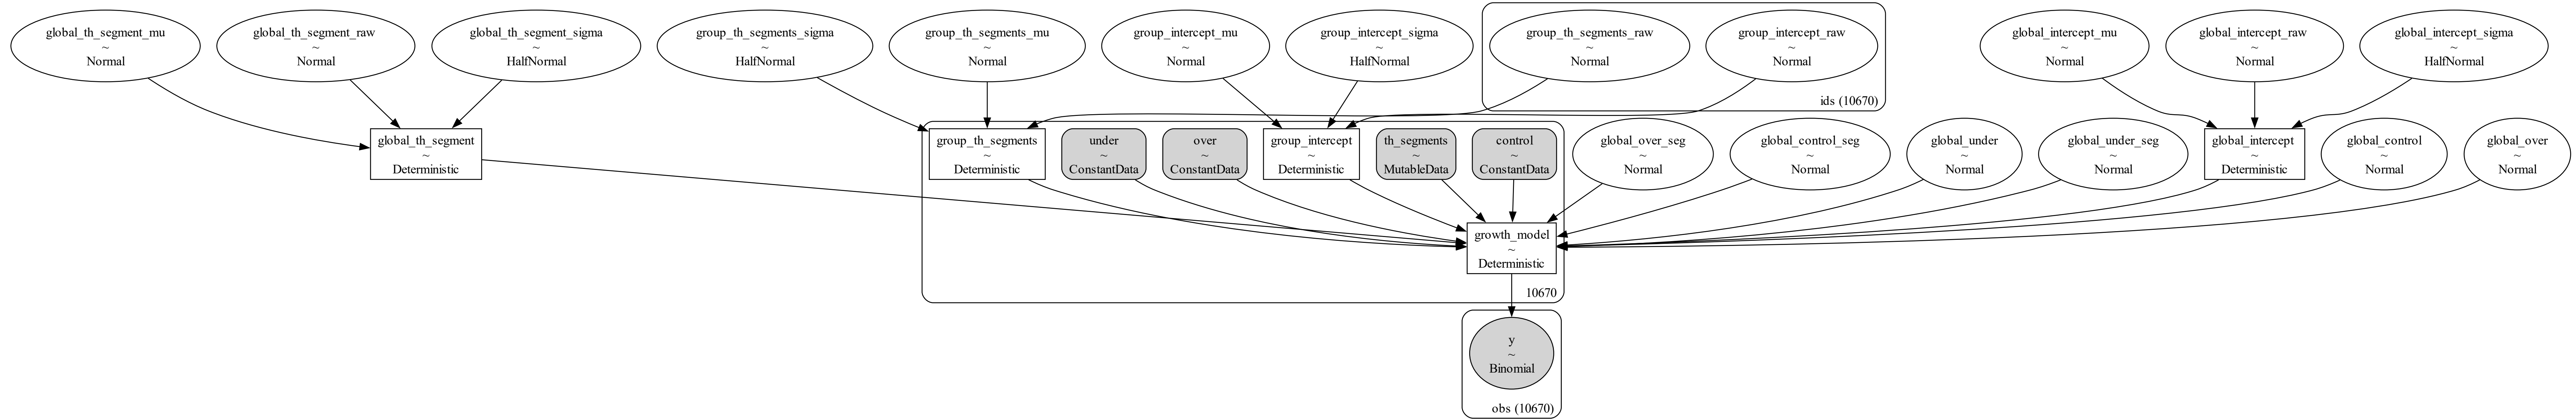 global_th_segment_mu
~
Normal
global_th_segment_raw
~
Normal
global_th_segment_sigma
~
HalfNormal
group_th_segments_sigma
~
HalfNormal
group_th_segments_mu
~
Normal
group_intercept_mu
~
Normal
group_intercept_sigma
~
HalfNormal
group_th_segments_raw
~
Normal
group_intercept_raw
~
Normal
ids (10670)
global_intercept_mu
~
Normal
global_intercept_raw
~
Normal
global_intercept_sigma
~
HalfNormal
global_th_segment
~
Deterministic
group_th_segments
~
Deterministic
under
~
ConstantData
over
~
ConstantData
group_intercept
~
Deterministic
th_segments
~
MutableData
control
~
ConstantData
global_over_seg
~
Normal
global_control_seg
~
Normal
global_under
~
Normal
global_under_seg
~
Normal
global_intercept
~
Deterministic
global_control
~
Normal
global_over
~
Normal
growth_model
~
Deterministic
10670
y
~
Binomial
obs (10670)